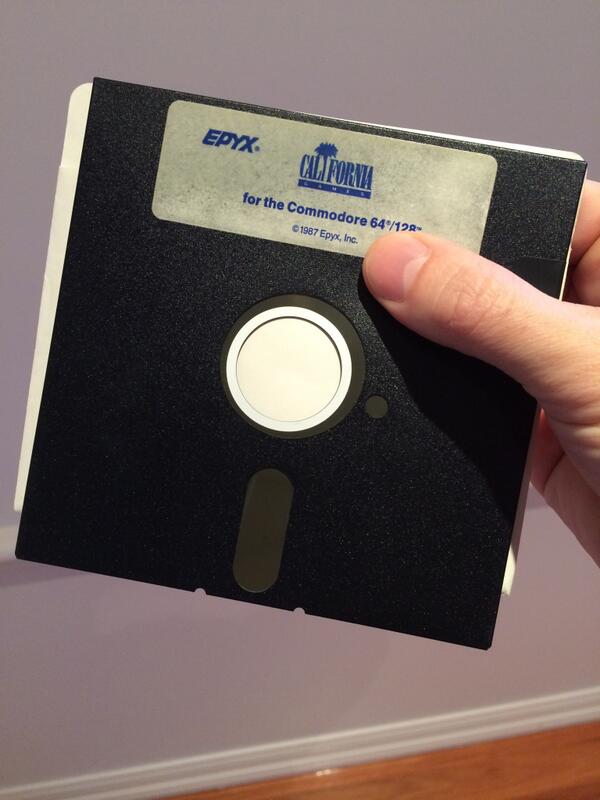 EPYX®
CALIFORNIA
GAMES
for the Commodore 64®/128™
©1987 Epyx, Inc.